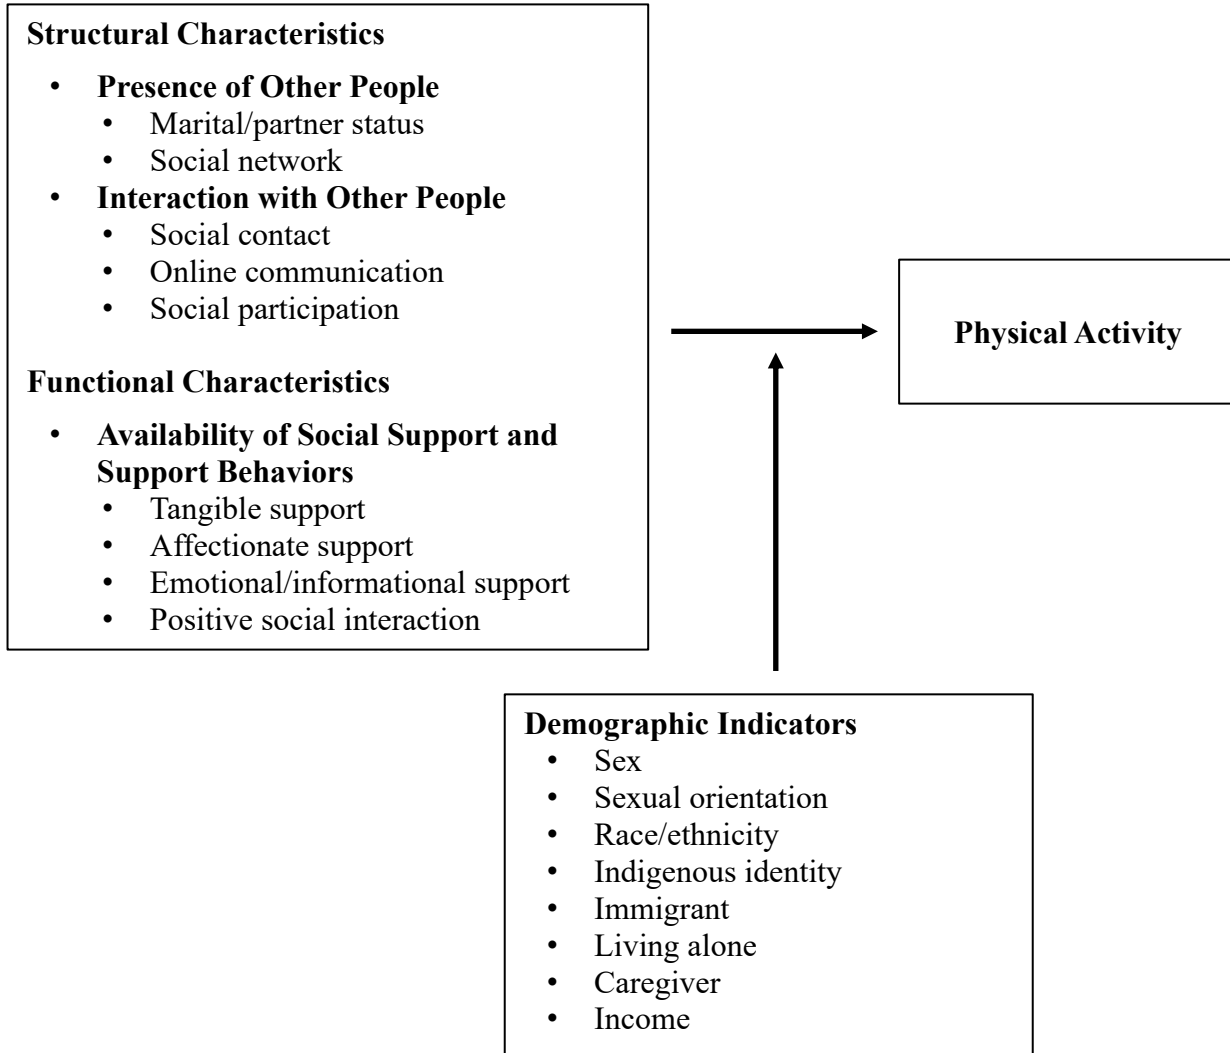 Structural Characteristics
• Presence of Other People
• Marital/partner status
• Social network
• Interaction with Other People
• Social contact
• Online communication
• Social participation
Functional Characteristics
• Availability of Social Support and
Support Behaviors
• Tangible support
• Affectionate support
• Emotional/informational support
• Positive social interaction
Physical Activity
Demographic Indicators
• Sex
• Sexual orientation
• Race/ethnicity
• Indigenous identity
• Immigrant
• Living alone
• Caregiver
• Income